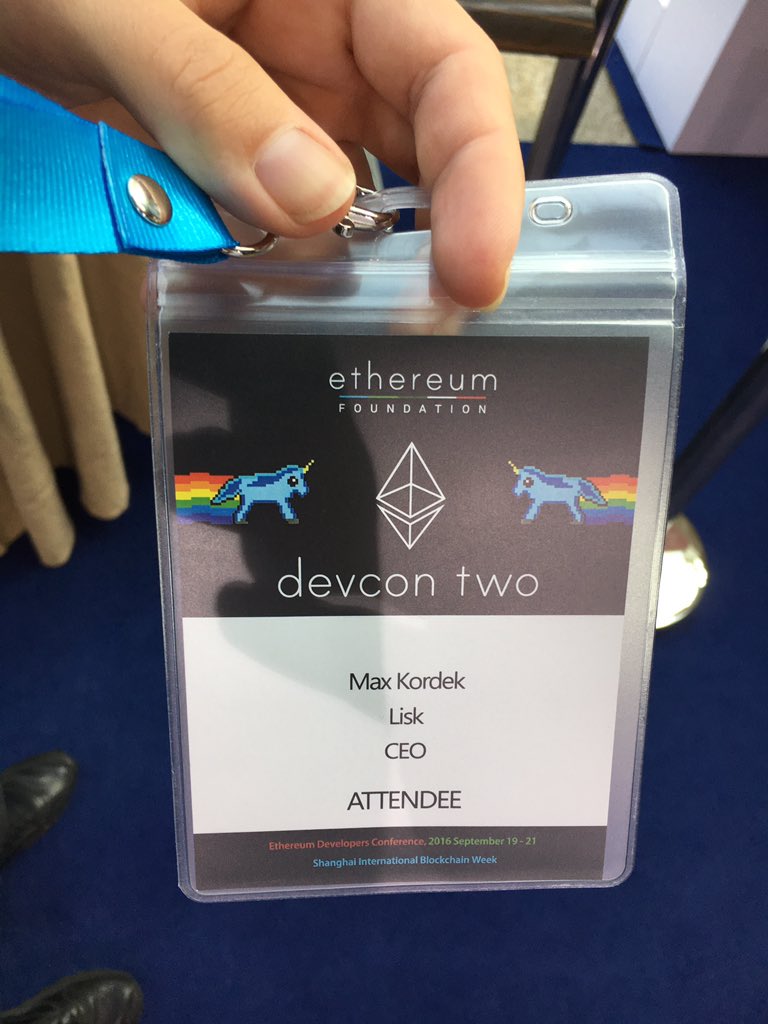 ethereum
FOUNDATION
devcon two
Max Kordek
Lisk
CEO
ATTENDEE
Ethereum Developers Conference, 2016 September 19 - 21
Shanghai International Blockchain Week